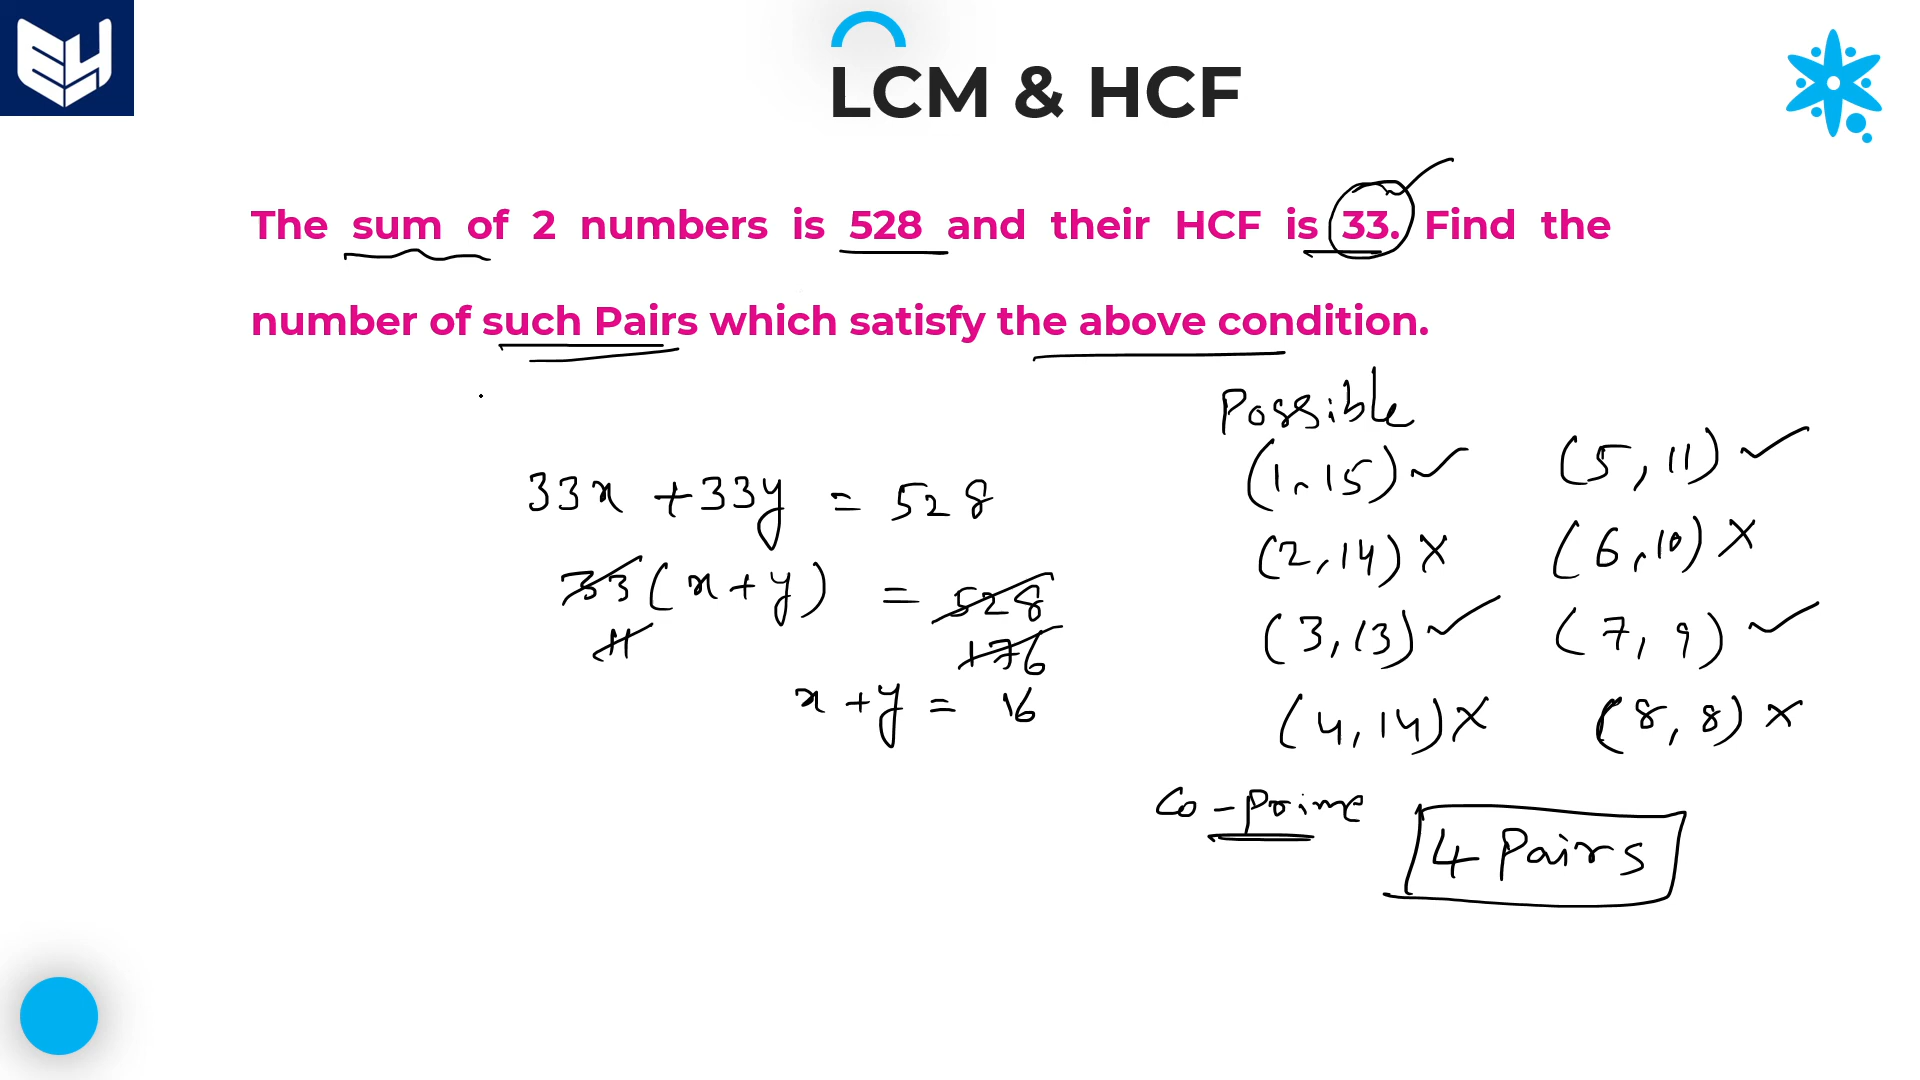 LCM & HCF
The sum of 2 numbers is 528 and their HCF is 33. Find the
number of such Pairs which satisfy the above condition.
Possible
33x + 33y = 528
33(x + y) = 528
11 176
x + y = 16
(1, 15) ✓ (5, 11) ✓
(2, 14) X (6, 10) X
(3, 13) ✓ (7, 9) ✓
(4, 14) X (8, 8) X
Co-Prime
4 Pairs